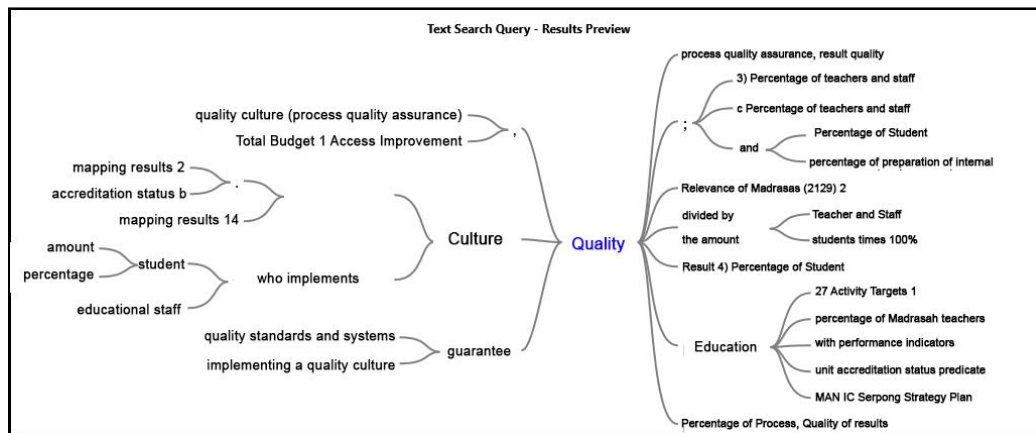 Text Search Query - Results Preview
quality culture (process quality assurance)
Total Budget 1 Access Improvement
,
mapping results 2
accreditation status b
.
mapping results 14
amount
percentage
student
educational staff
.
who implements
Culture
quality standards and systems
implementing a quality culture
guarantee
Quality
process quality assurance, result quality
;
3) Percentage of teachers and staff
c Percentage of teachers and staff
and
Percentage of Student
percentage of preparation of internal
Relevance of Madrasas (2129) 2
divided by
the amount
Teacher and Staff
students times 100%
Result 4) Percentage of Student
Education
27 Activity Targets 1
percentage of Madrasah teachers
with performance indicators
unit accreditation status predicate
MAN IC Serpong Strategy Plan
Percentage of Process, Quality of results